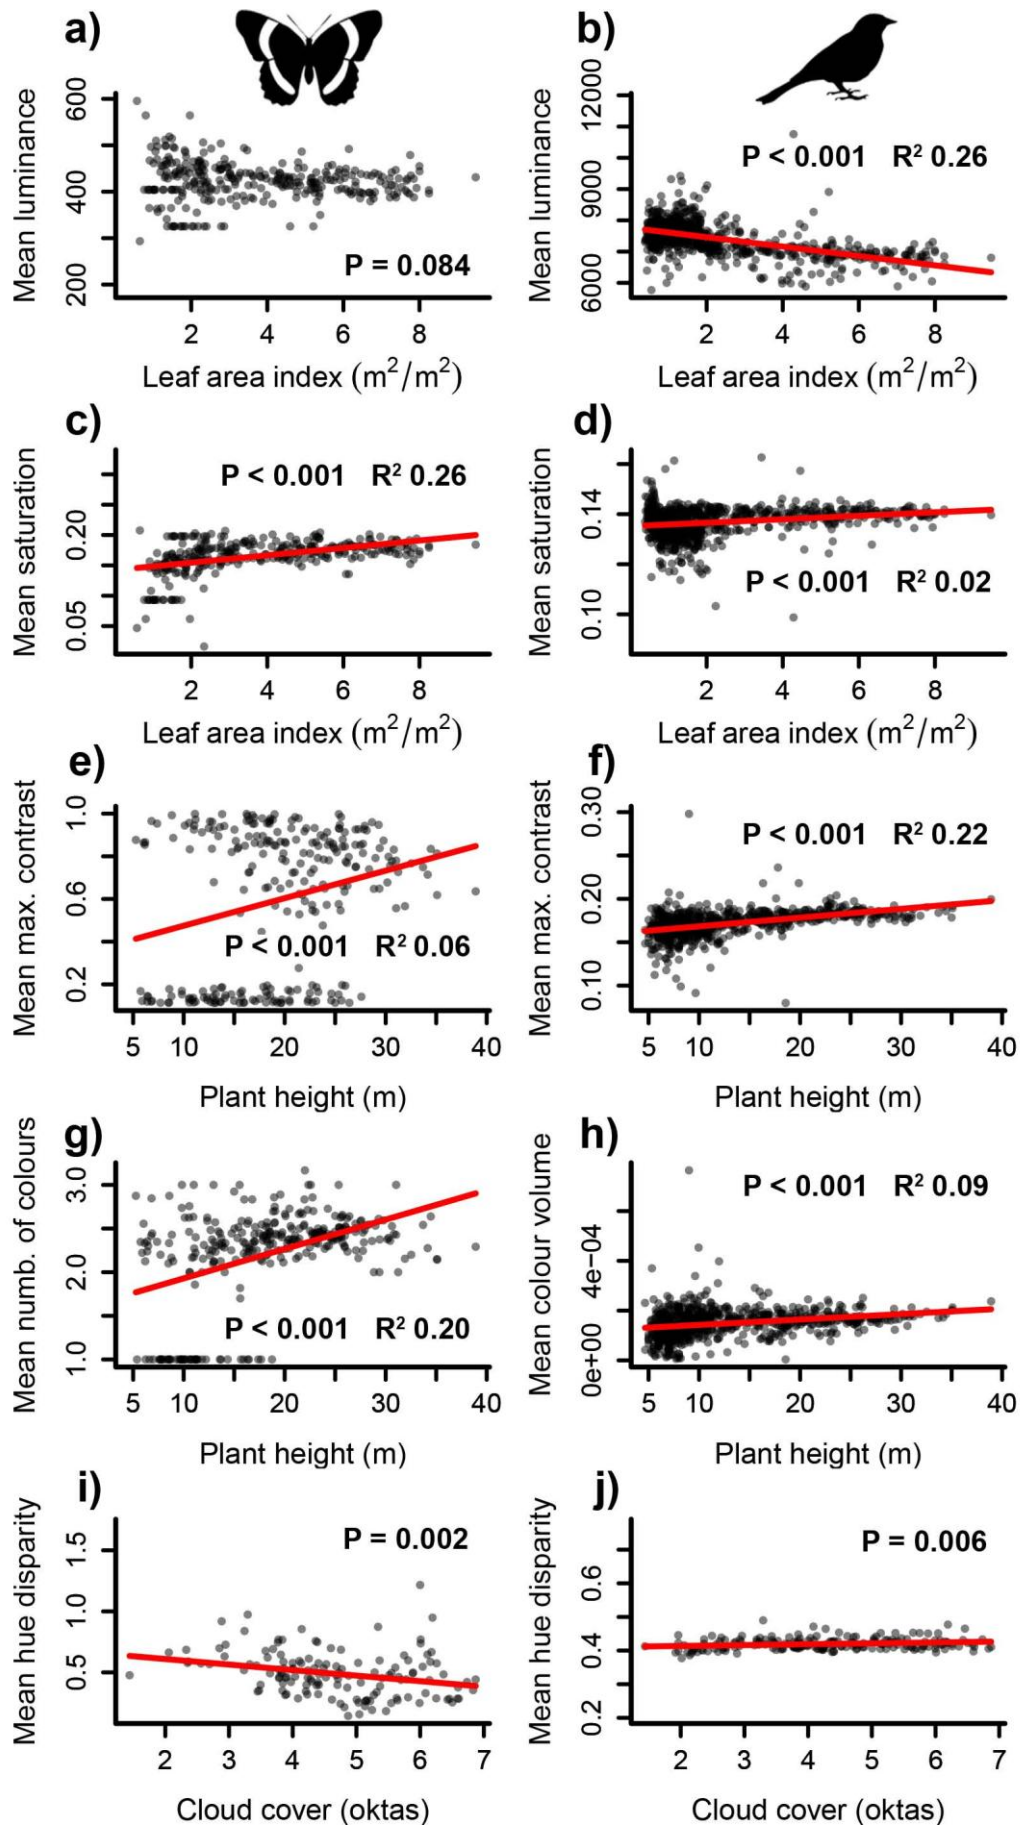 a)
Mean luminance
600
400
200
P = 0.084
2 4 6 8
Leaf area index (m²/m²)
b)
Mean luminance
12000
9000
6000
P < 0.001 R² 0.26
2 4 6 8
Leaf area index (m²/m²)
c)
Mean saturation
0.20
0.05
P < 0.001 R² 0.26
2 4 6 8
Leaf area index (m²/m²)
d)
Mean saturation
0.14
0.10
P < 0.001 R² 0.02
2 4 6 8
Leaf area index (m²/m²)
e)
Mean max. contrast
1.0
0.6
0.2
P < 0.001 R² 0.06
5 10 20 30 40
Plant height (m)
f)
Mean max. contrast
0.30
0.20
0.10
P < 0.001 R² 0.22
5 10 20 30 40
Plant height (m)
g)
Mean numb. of colours
3.0
2.0
1.0
P < 0.001 R² 0.20
5 10 20 30 40
Plant height (m)
h)
Mean colour volume
4e−04
0e+00
P < 0.001 R² 0.09
5 10 20 30 40
Plant height (m)
i)
Mean hue disparity
1.5
1.0
0.5
P = 0.002
2 3 4 5 6 7
Cloud cover (oktas)
j)
Mean hue disparity
0.6
0.4
0.2
P = 0.006
2 3 4 5 6 7
Cloud cover (oktas)